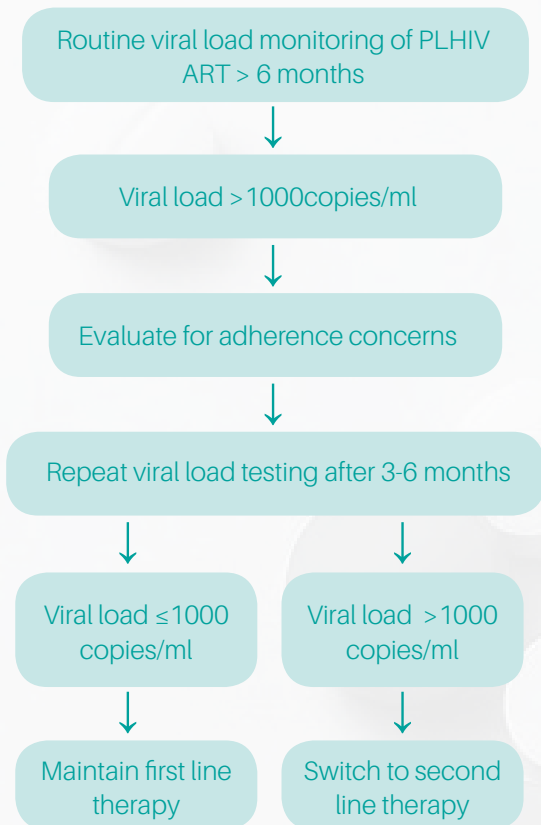 Routine viral load monitoring of PLHIV
ART > 6 months
Viral load >1000copies/ml
Evaluate for adherence concerns
Repeat viral load testing after 3-6 months
Viral load ≤1000
copies/ml
Viral load >1000
copies/ml
Maintain first line
therapy
Switch to second
line therapy